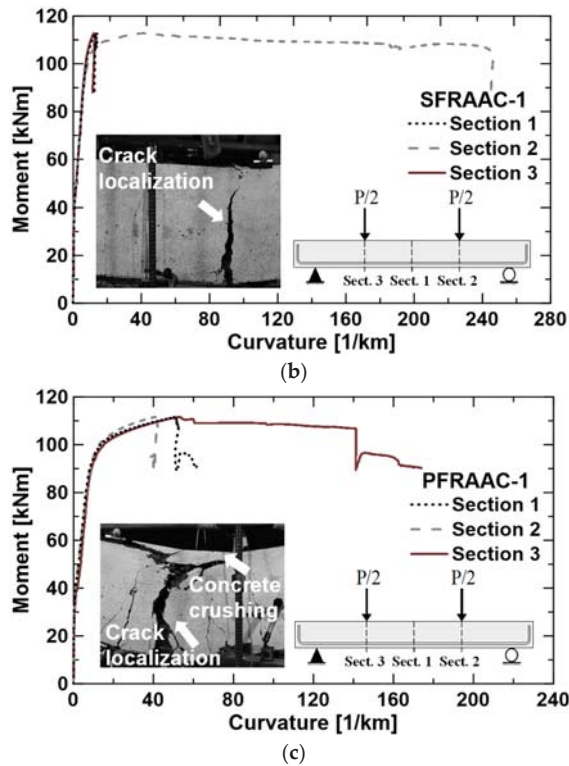 120
100
80
60
40
20
0
Moment [kNm]
SFRAAC-1
Section 1
Section 2
Section 3
Crack
localization
P/2 P/2
Sect. 3 Sect. 1 Sect. 2
0 40 80 120 160 200 240 280
Curvature [1/km]
(b)
120
100
80
60
40
20
0
Moment [kNm]
PFRAAC-1
Section 1
Section 2
Section 3
Concrete
crushing
Crack
localization
P/2 P/2
Sect. 3 Sect. 1 Sect. 2
0 40 80 120 160 200 240
Curvature [1/km]
(c)